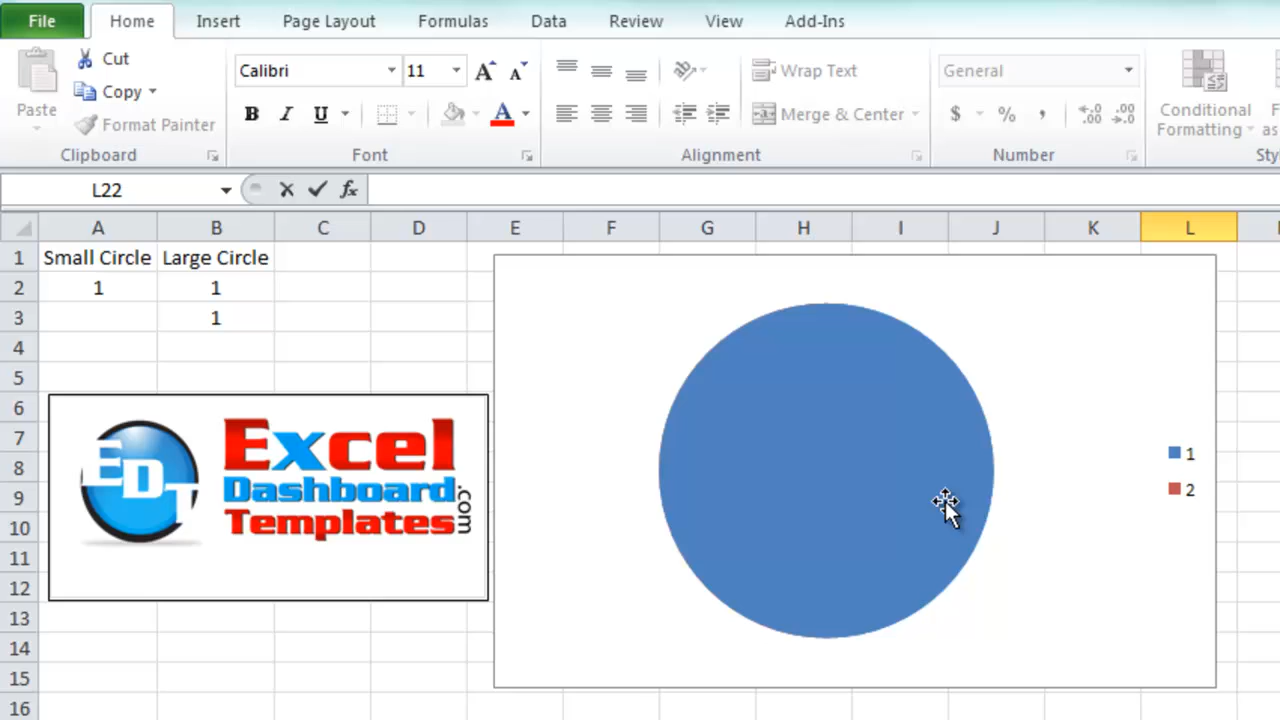 File Home Insert Page Layout Formulas Data Review View Add-Ins
Paste
Cut
Copy
Format Painter
Clipboard
Calibri 11
B I U A
Font
Wrap Text
Merge & Center
Alignment
General
$ % ,
Number
Conditional
Formatting
as
L22 fx
A B C D E F G H I J K L
1 Small Circle Large Circle
2 1 1
3 1
4
5
6
7
8
9
10
11
12
13
14
15
16
EDT
Excel
Dashboard
Templates
.com
1
2